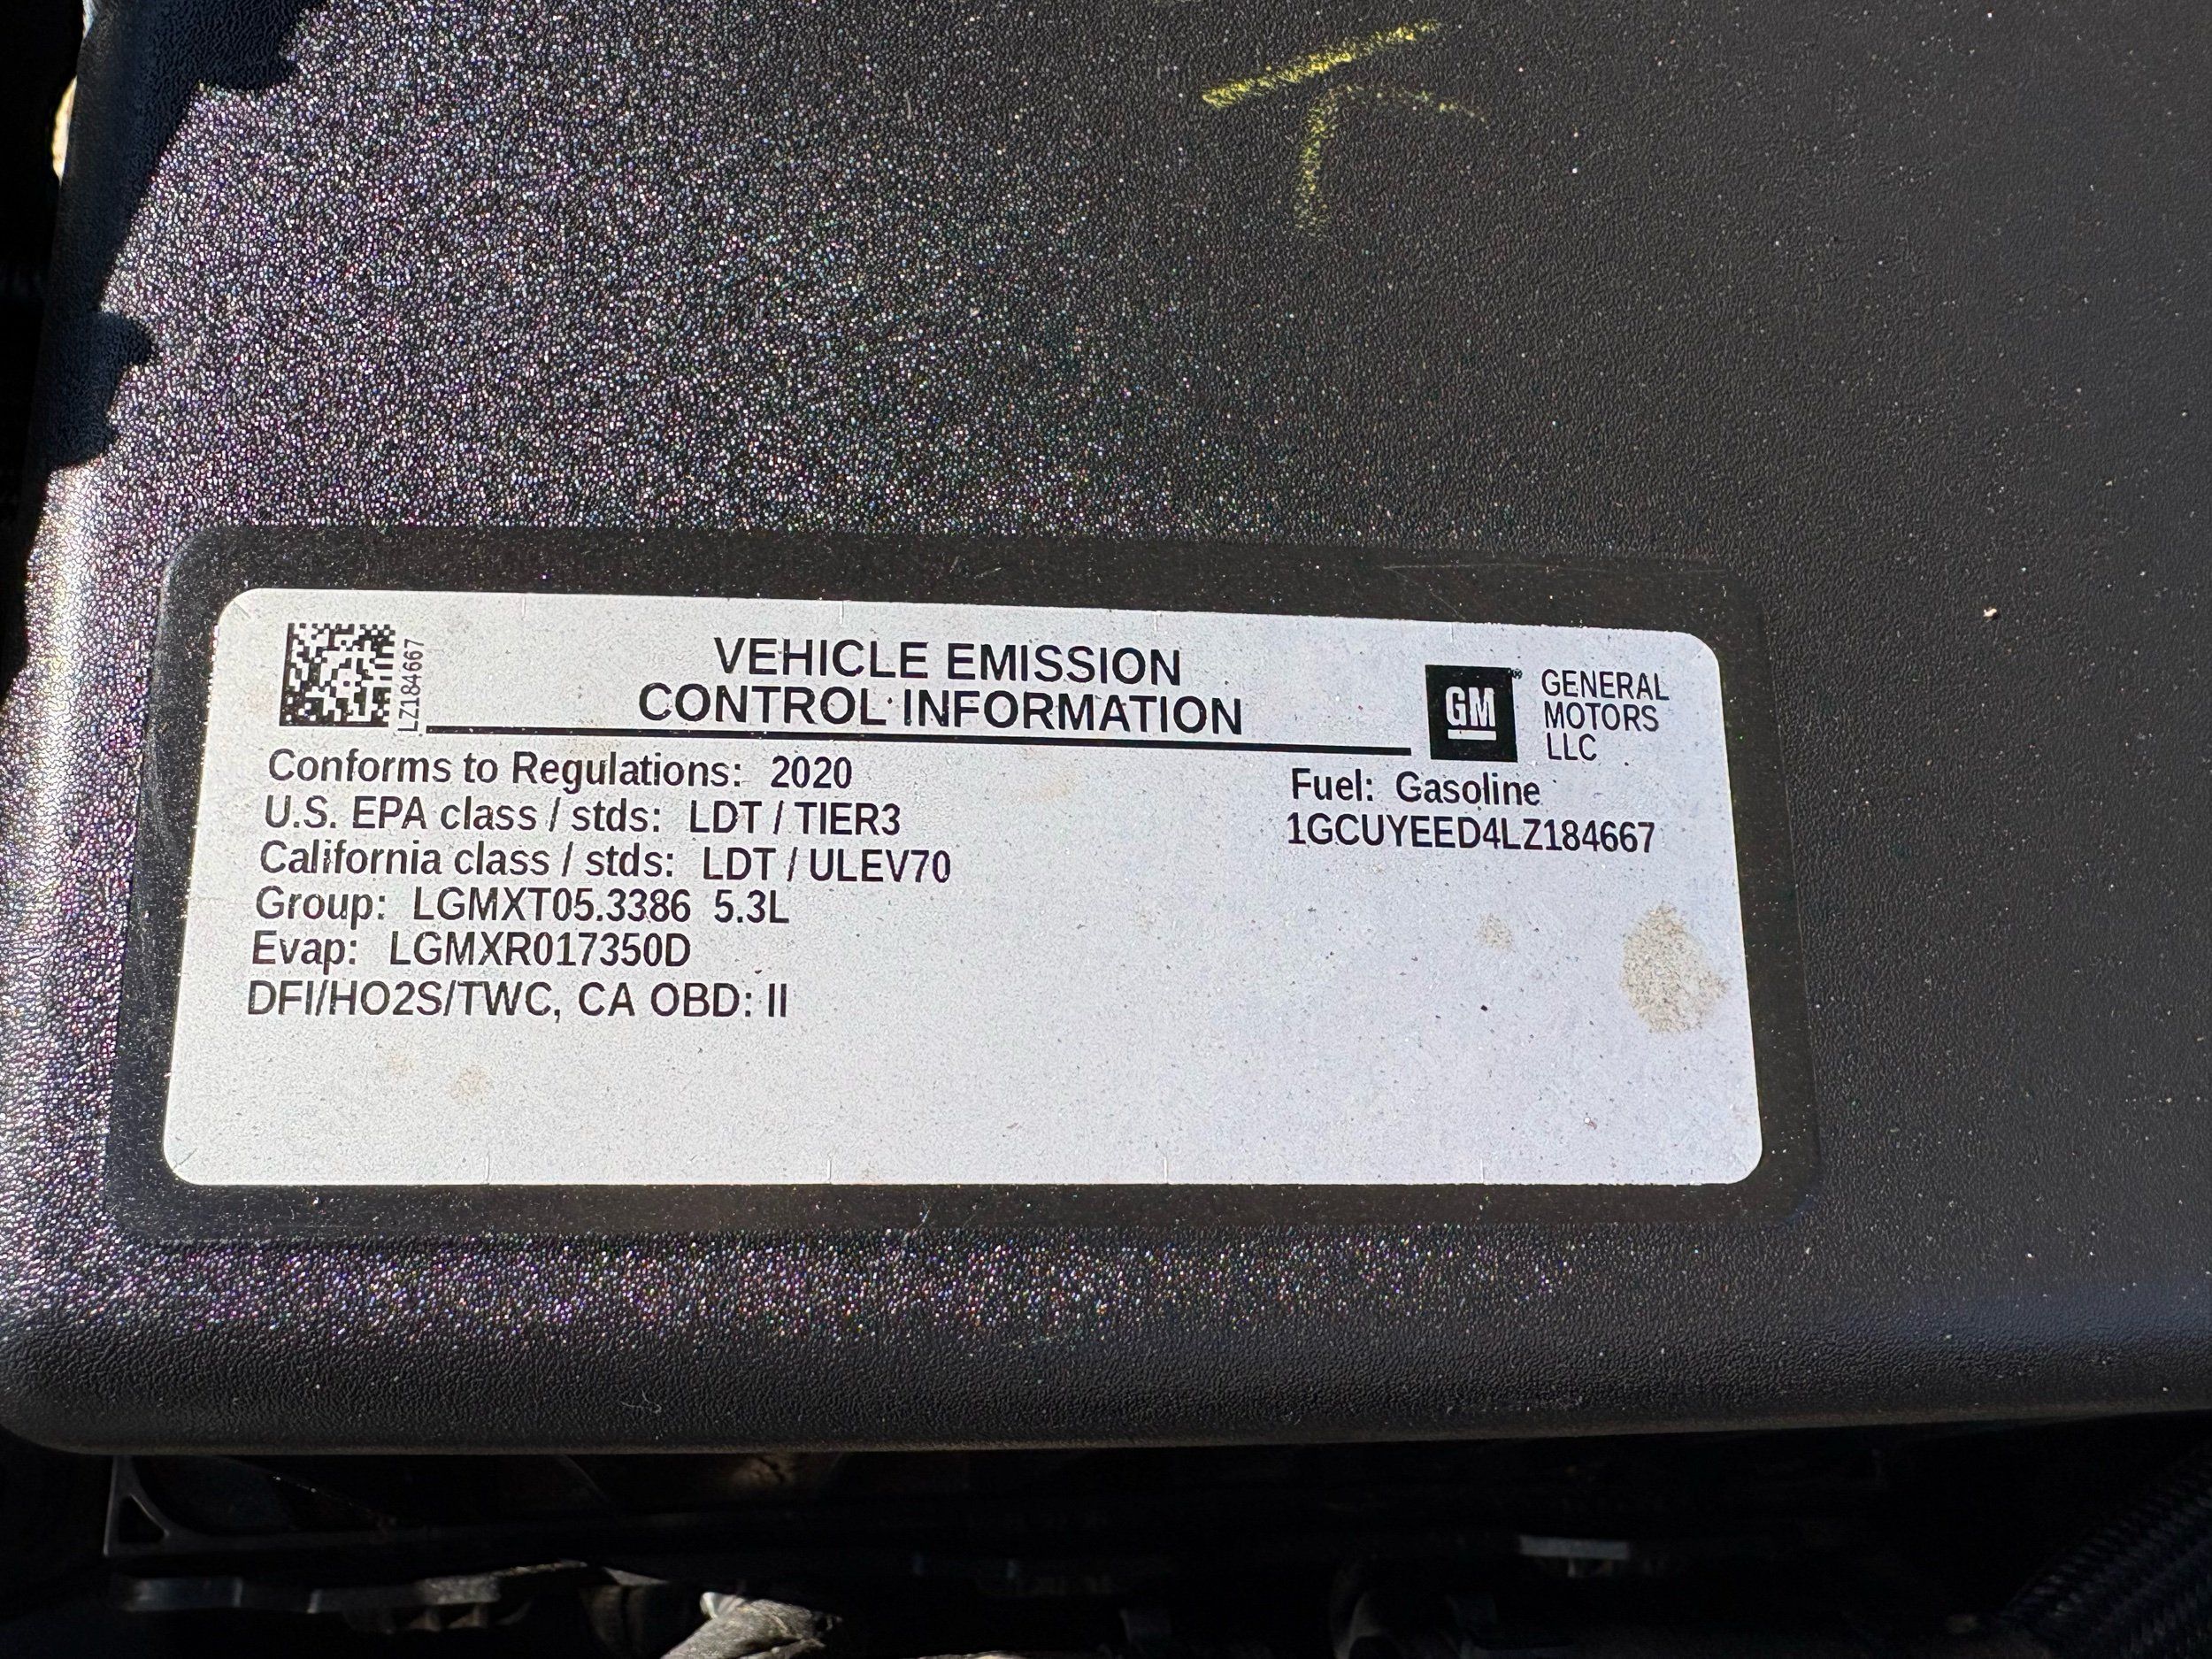 LZ184667
VEHICLE EMISSION
CONTROL INFORMATION
GM
GENERAL
MOTORS
LLC
Conforms to Regulations: 2020
U.S. EPA class / stds: LDT / TIER3
California class / stds: LDT / ULEV70
Group: LGMXT05.3386 5.3L
Evap: LGMXR017350D
DFI/HO2S/TWC, CA OBD: II
Fuel: Gasoline
1GCUYEED4LZ184667